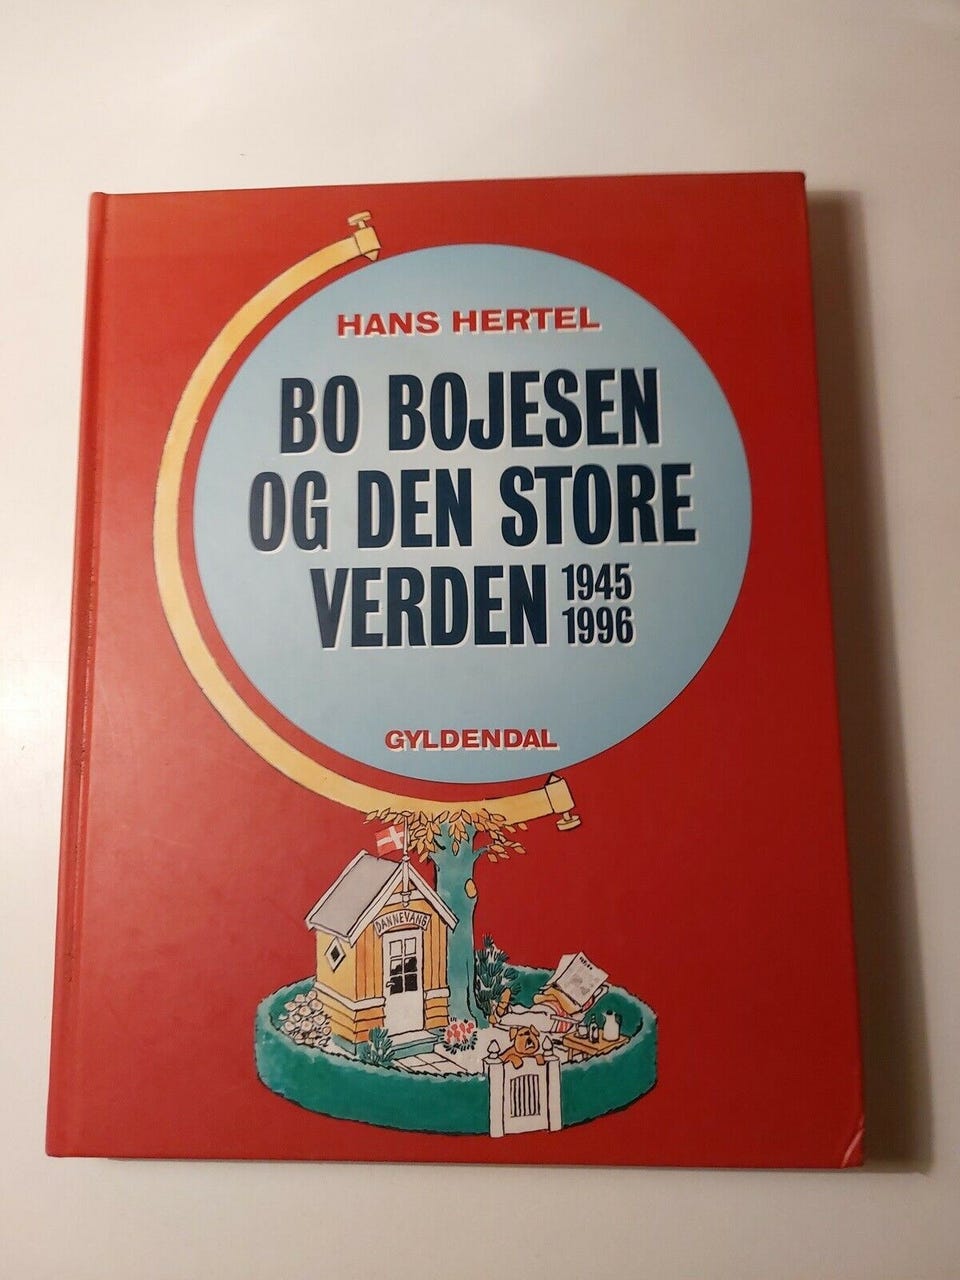 HANS HERTEL
BO BOJESEN
OG DEN STORE
VERDEN 1945
1996
GYLDENDAL
DANNEVANG